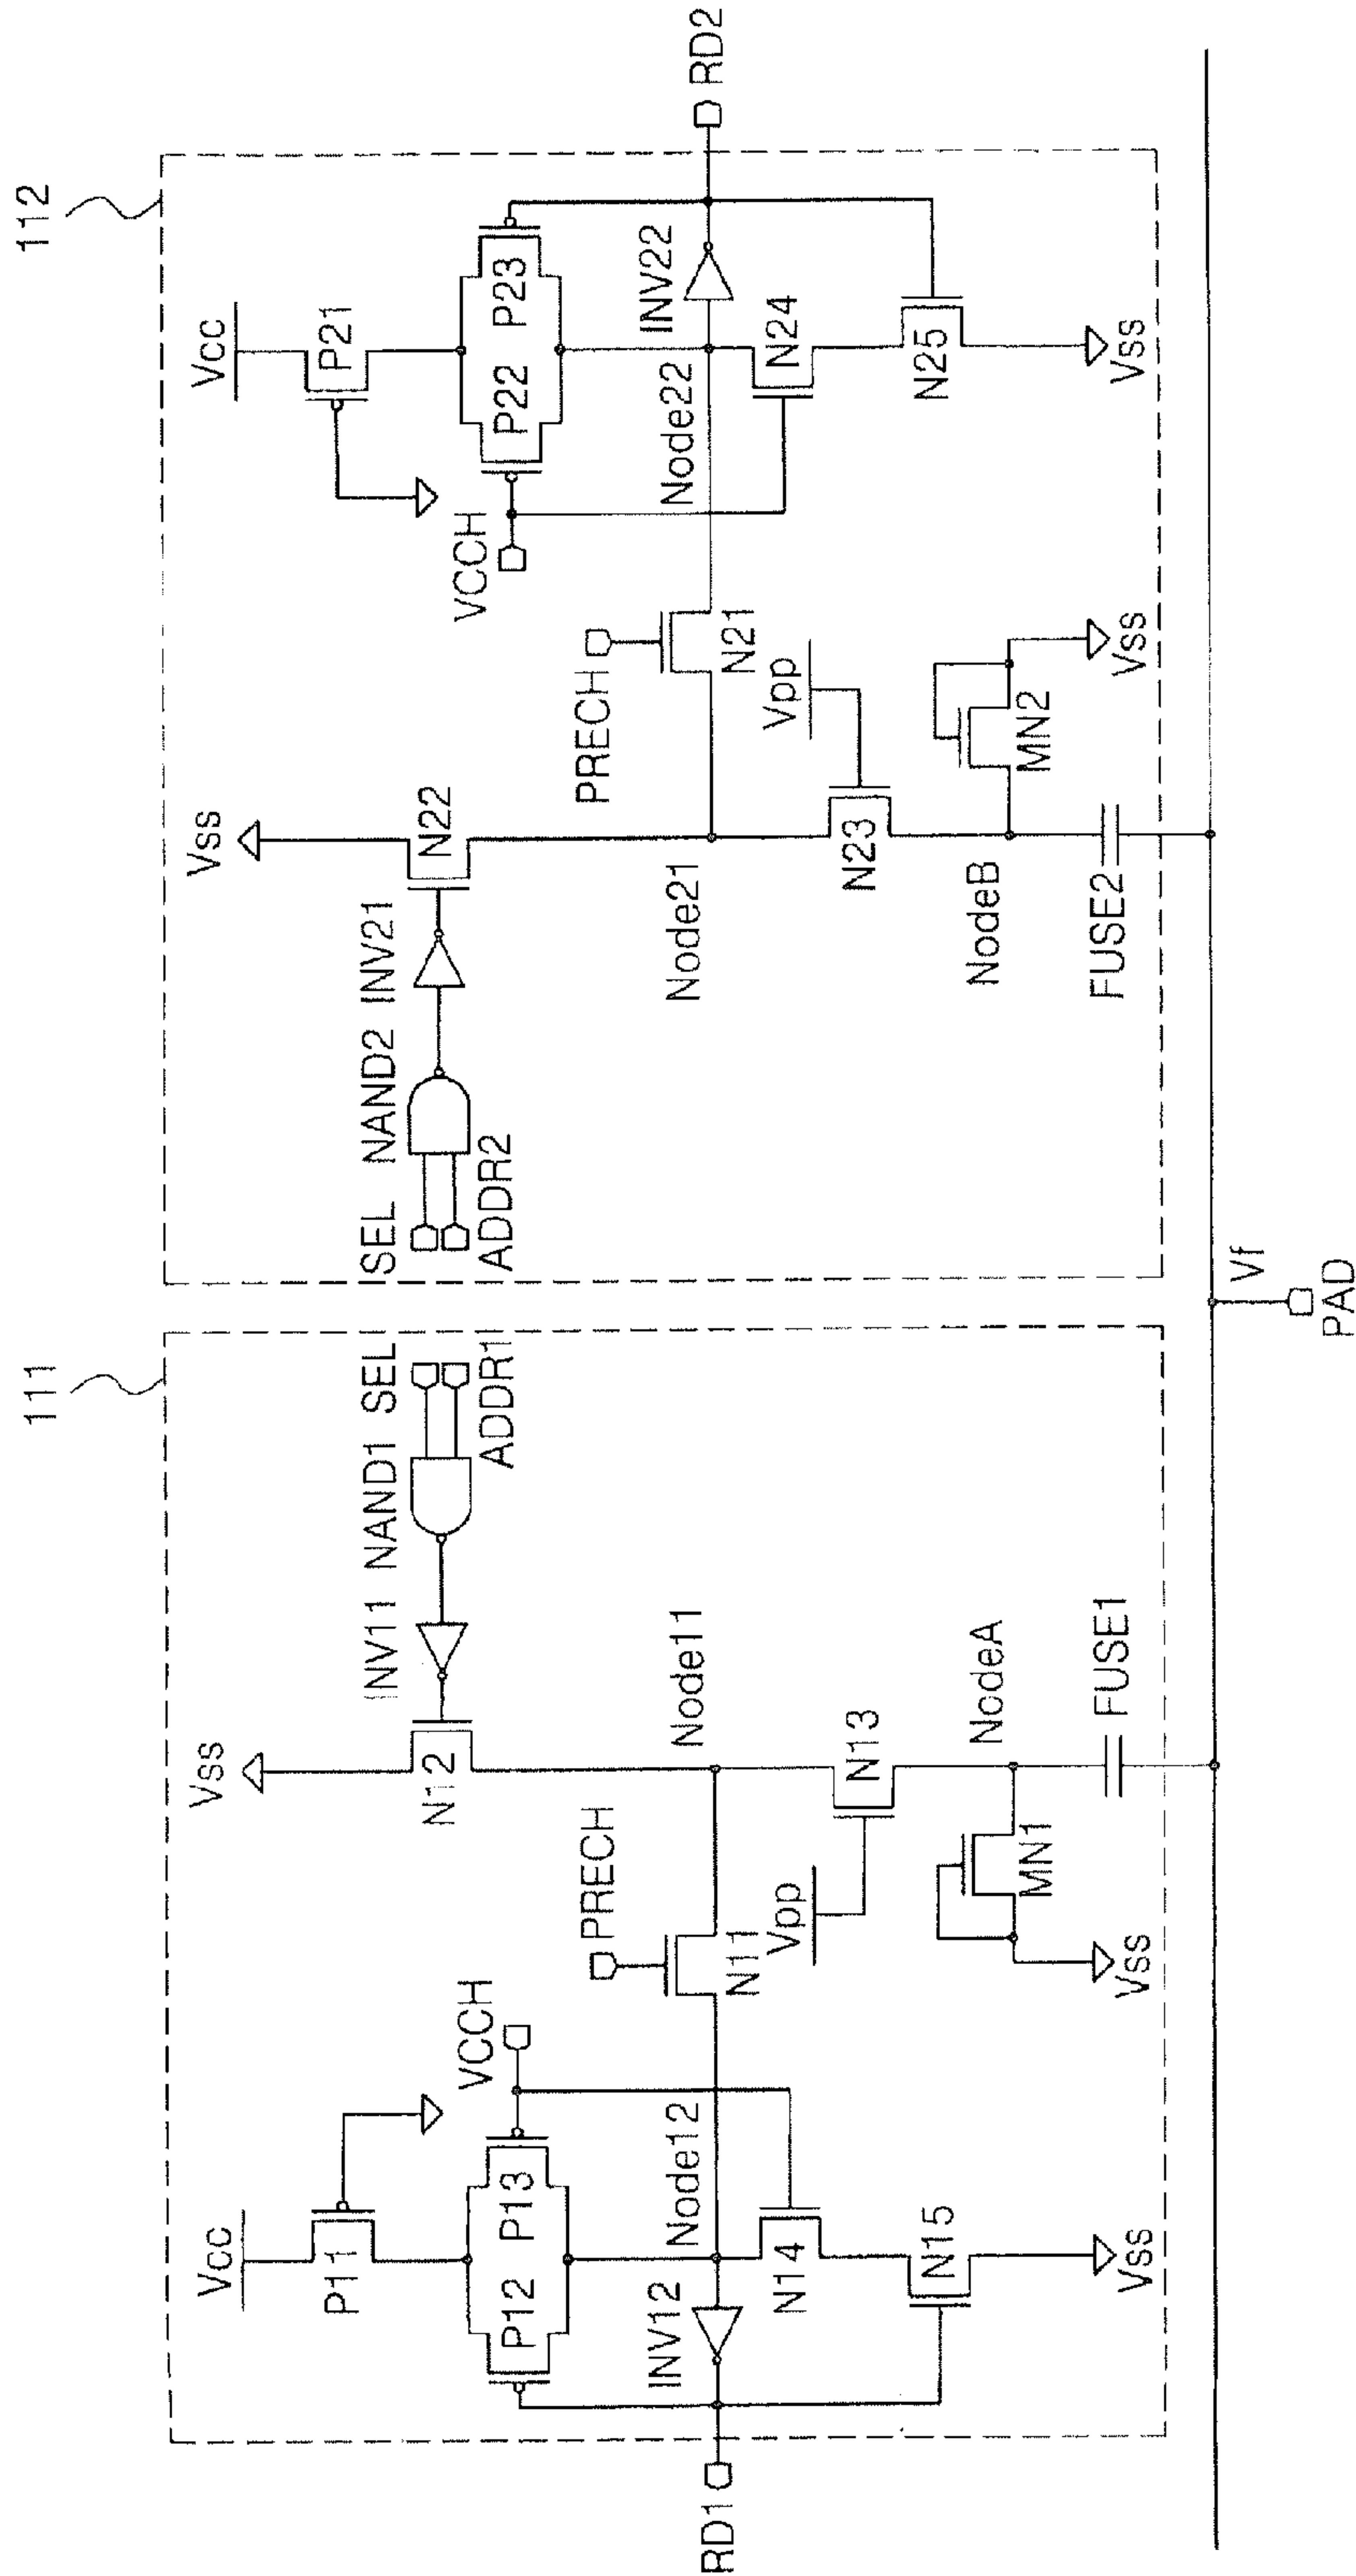 111
112
Vcc
P11
P12
P13
VCCH
Node12
INV12
N14
N15
Vss
RD1
PRECH
N11
Vss
N12
INV11
NAND1
SEL
ADDR1
Node11
Vpp
N13
NodeA
MN1
Vss
FUSE1
Vf
PAD
SEL
NAND2
INV21
ADDR2
Vss
N22
Node21
PRECH
N21
Vpp
N23
NodeB
MN2
Vss
FUSE2
Vcc
P21
P22
P23
VCCH
Node22
INV22
N24
N25
Vss
RD2